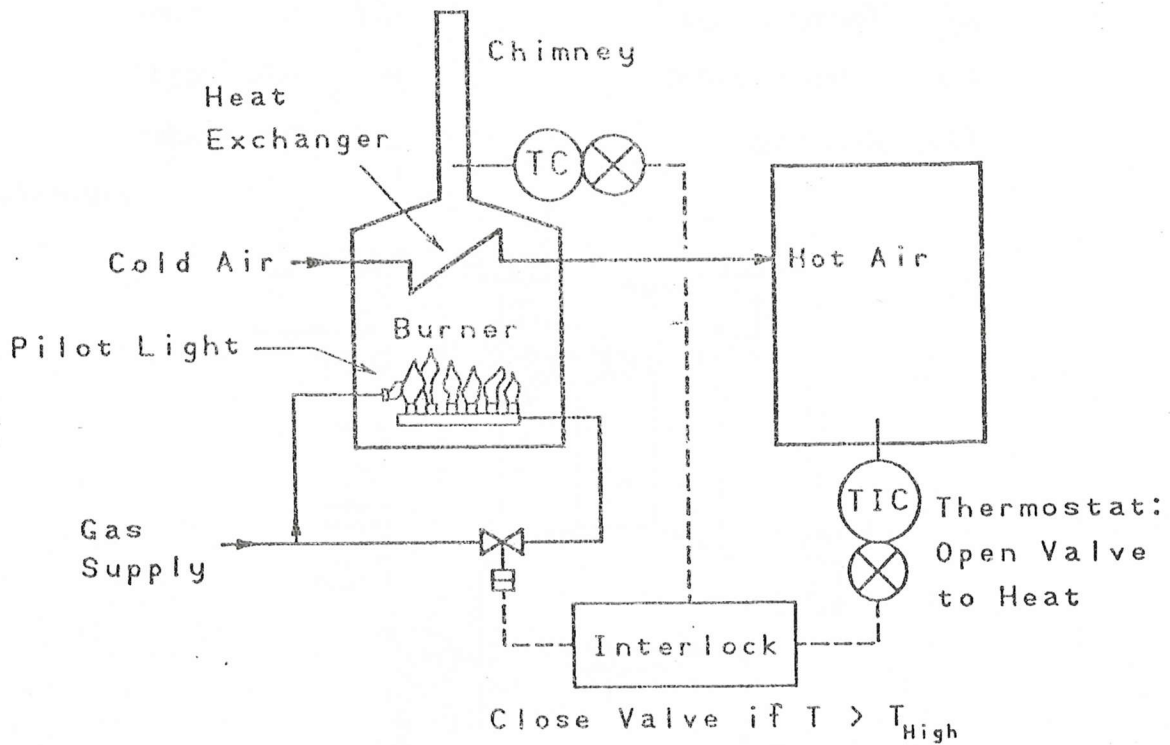 Chimney
Heat
Exchanger
TC
Cold Air
Hot Air
Burner
Pilot Light
TIC
Thermostat:
Open Valve
to Heat
Gas
Supply
Interlock
Close Valve if T > T_High